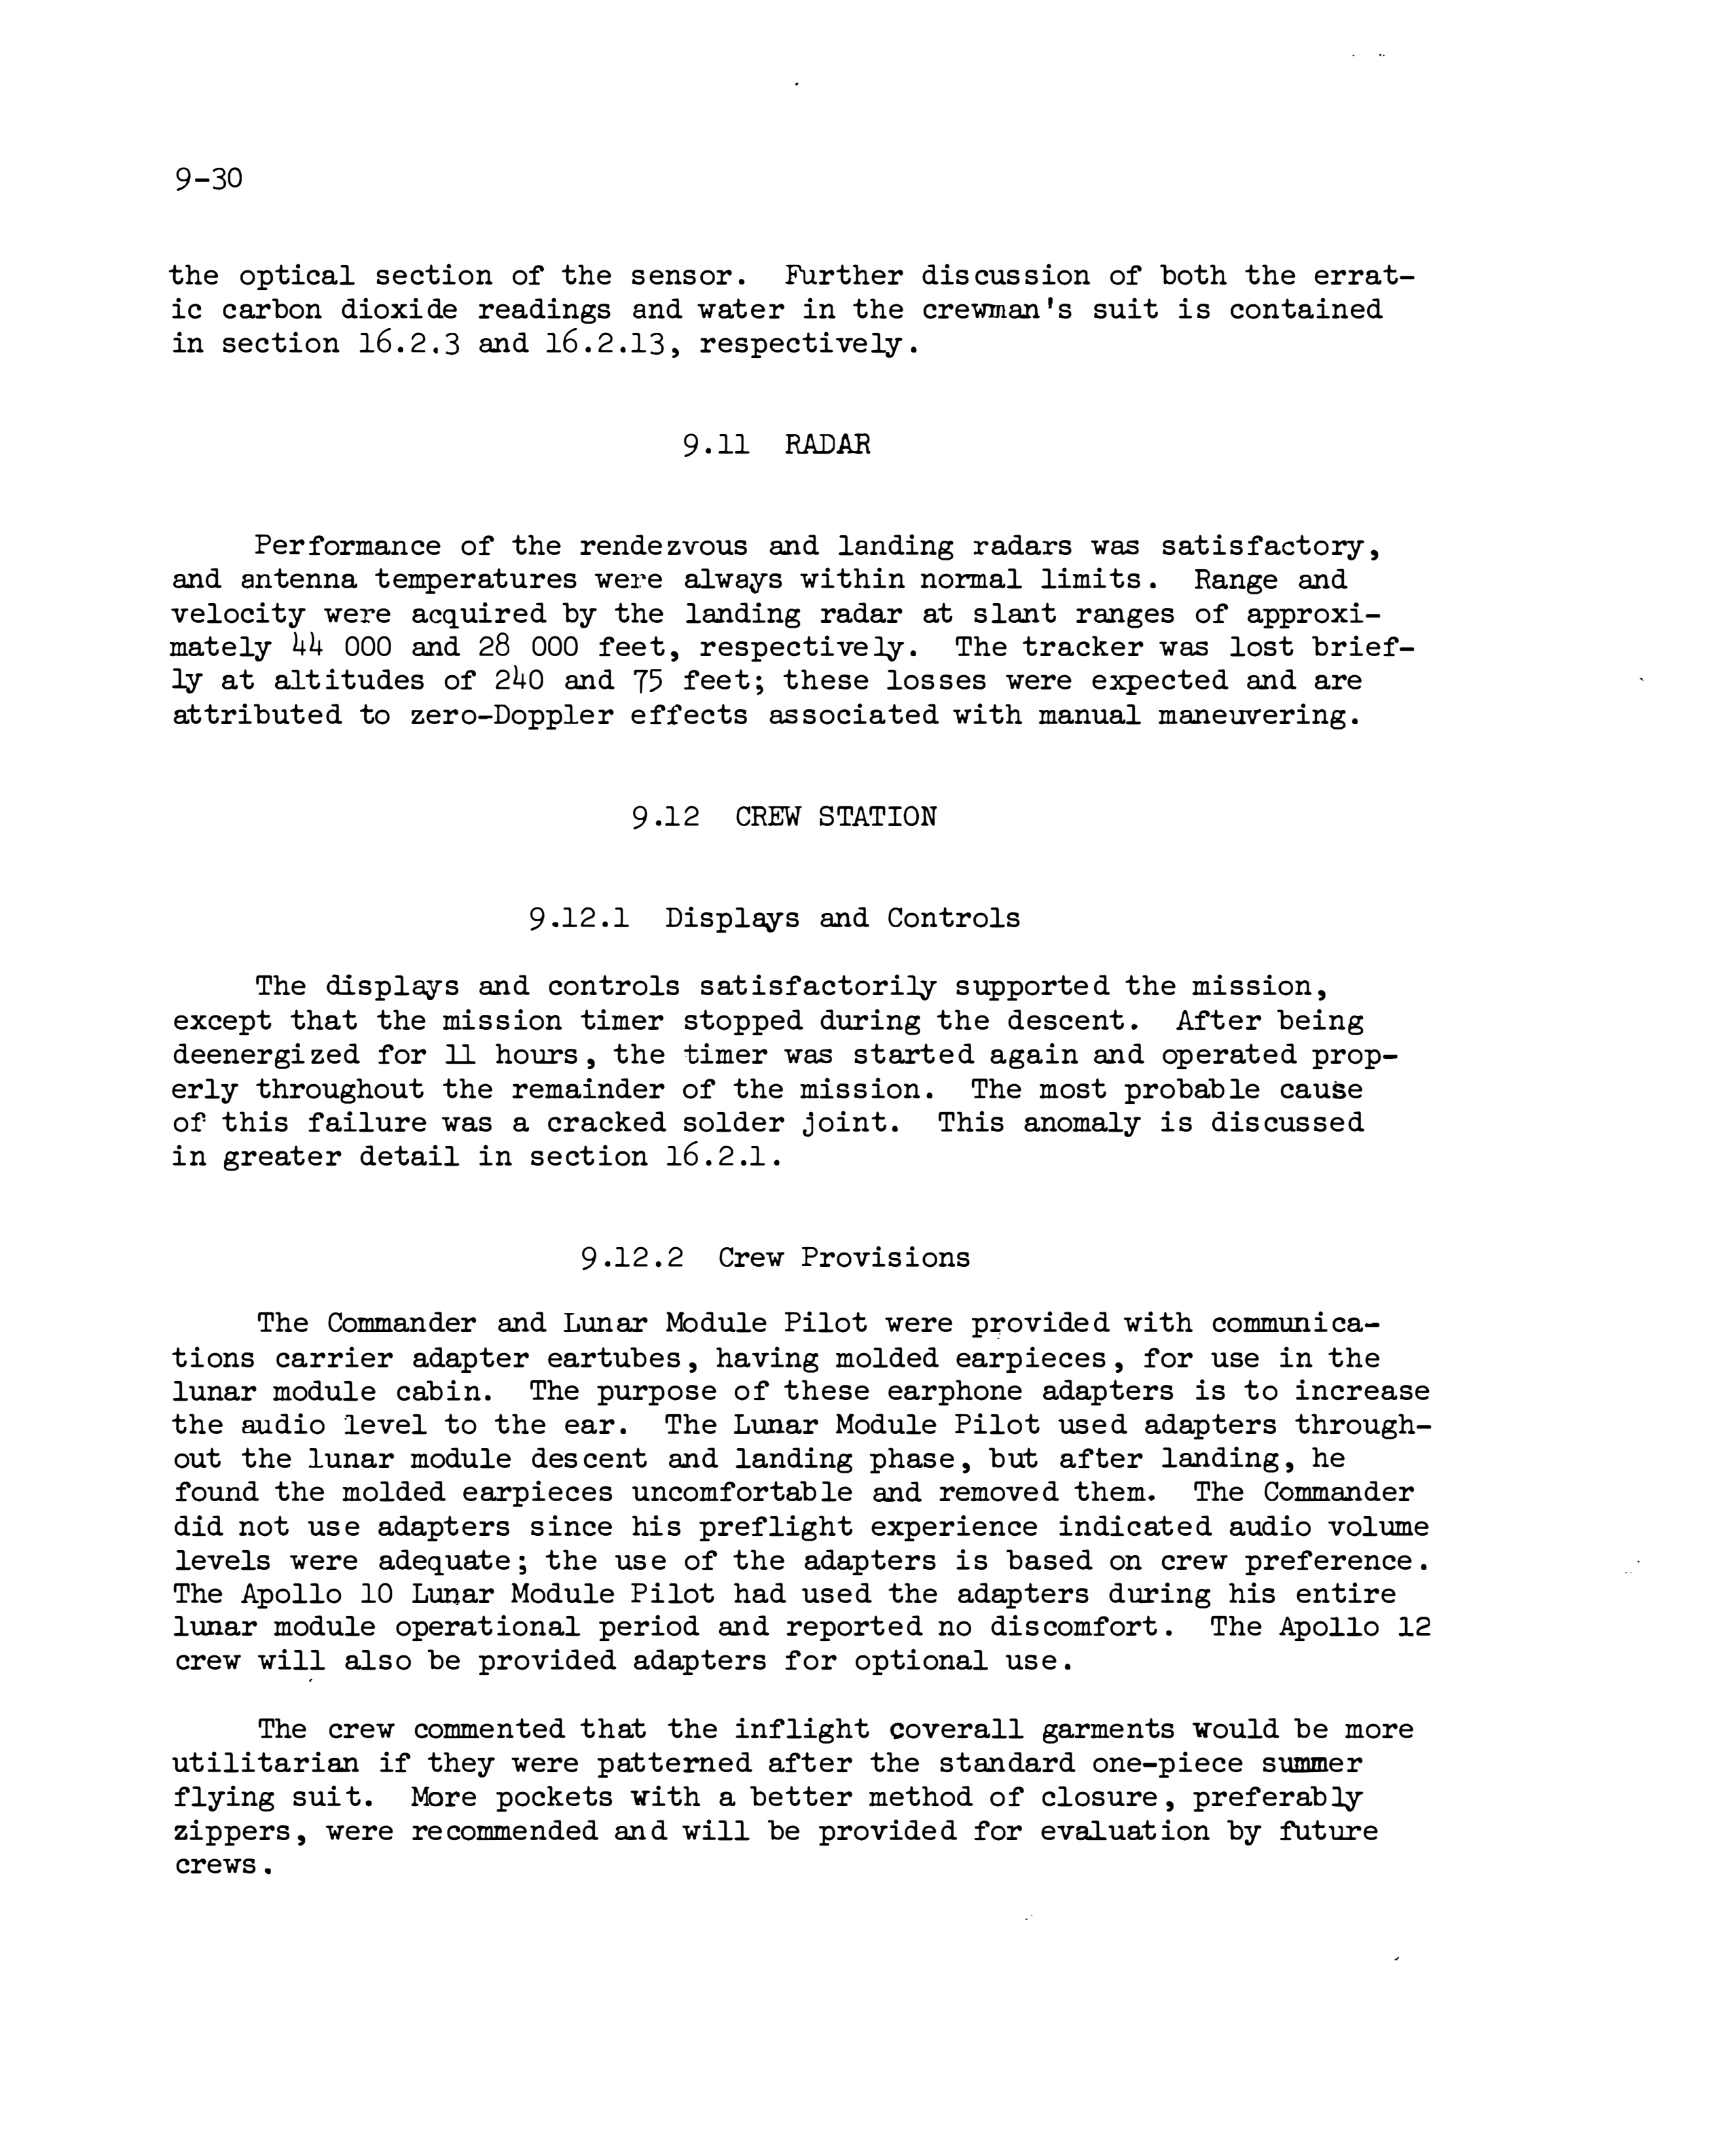 9-30
the optical section of the sensor. Further discussion of both the errat-
ic carbon dioxide readings and water in the crewman's suit is contained
in section 16.2.3 and 16.2.13, respectively.
9.11 RADAR
Performance of the rendezvous and landing radars was satisfactory,
and antenna temperatures were always within normal limits. Range and
velocity were acquired by the landing radar at slant ranges of approxi-
mately 44 000 and 28 000 feet, respectively. The tracker was lost brief-
ly at altitudes of 240 and 75 feet; these losses were expected and are
attributed to zero-Doppler effects associated with manual maneuvering.
9.12 CREW STATION
9.12.1 Displays and Controls
The displays and controls satisfactorily supported the mission,
except that the mission timer stopped during the descent. After being
deenergized for 11 hours, the timer was started again and operated prop-
erly throughout the remainder of the mission. The most probable cause
of this failure was a cracked solder joint. This anomaly is discussed
in greater detail in section 16.2.1.
9.12.2 Crew Provisions
The Commander and Lunar Module Pilot were provided with communica-
tions carrier adapter eartubes, having molded earpieces, for use in the
lunar module cabin. The purpose of these earphone adapters is to increase
the audio level to the ear. The Lunar Module Pilot used adapters through-
out the lunar module descent and landing phase, but after landing, he
found the molded earpieces uncomfortable and removed them. The Commander
did not use adapters since his preflight experience indicated audio volume
levels were adequate; the use of the adapters is based on crew preference.
The Apollo 10 Lunar Module Pilot had used the adapters during his entire
lunar module operational period and reported no discomfort. The Apollo 12
crew will also be provided adapters for optional use.
The crew commented that the inflight coverall garments would be more
utilitarian if they were patterned after the standard one-piece summer
flying suit. More pockets with a better method of closure, preferably
zippers, were recommended and will be provided for evaluation by future
crews.